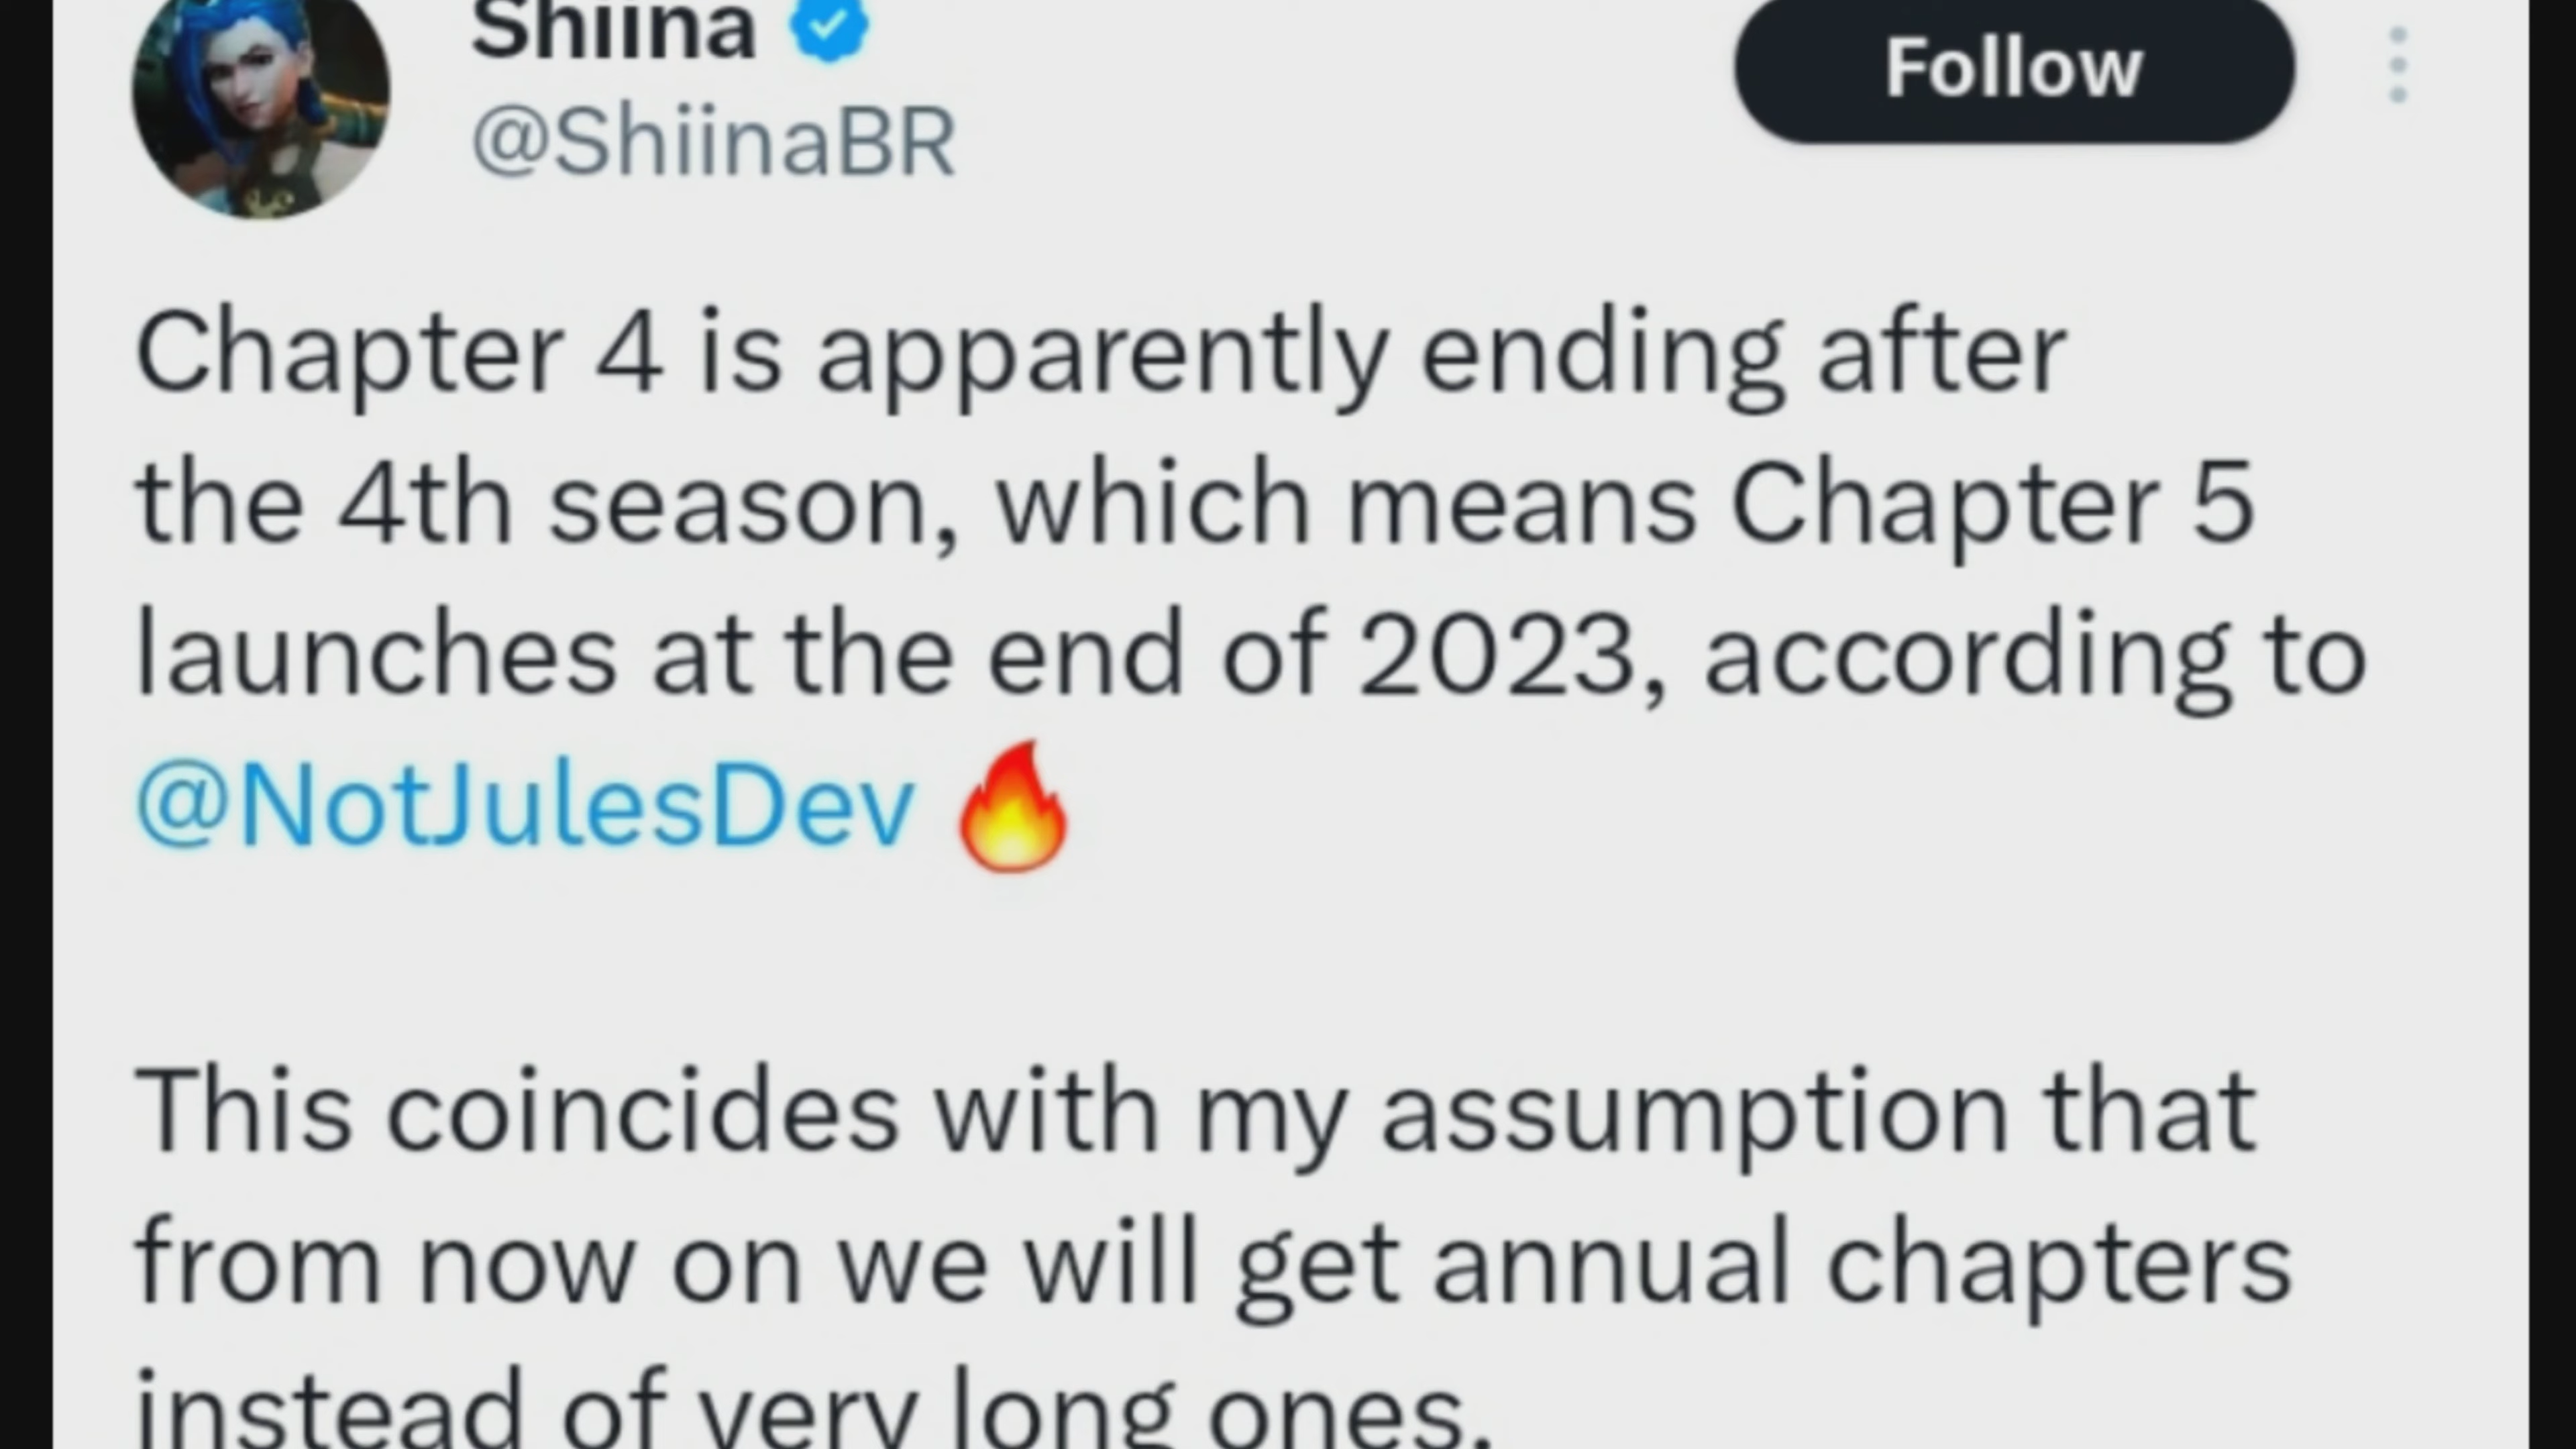 Shiina
@ShiinaBR
Follow
Chapter 4 is apparently ending after
the 4th season, which means Chapter 5
launches at the end of 2023, according to
@NotJulesDev 🔥
This coincides with my assumption that
from now on we will get annual chapters
instead of very long ones.